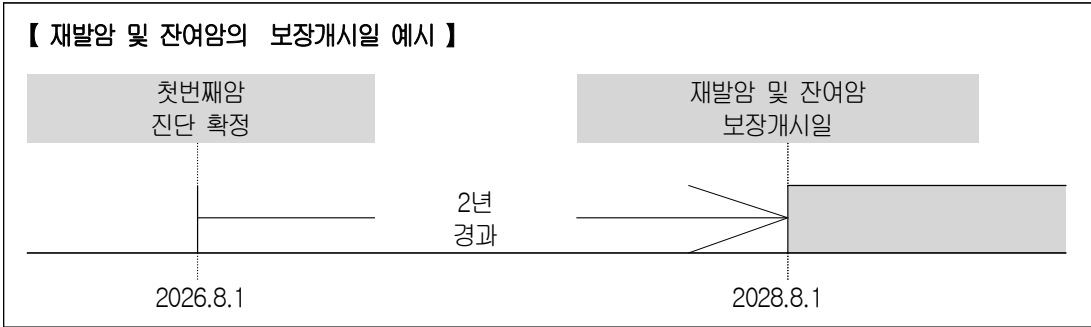 【 재발암 및 잔여암의 보장개시일 예시 】
첫번째암
진단 확정
재발암 및 잔여암
보장개시일
2년
경과
2026.8.1
2028.8.1